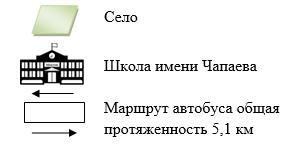 Село
Школа имени Чапаева
Маршрут автобуса общая
протяженность 5,1 км